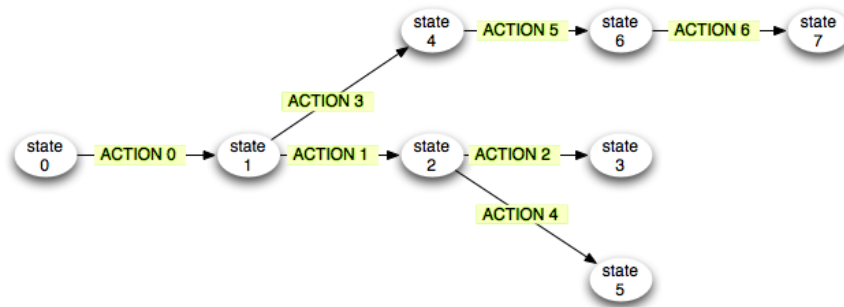 state
4
ACTION 5
state
6
ACTION 6
state
7
ACTION 3
state
0
ACTION 0
state
1
ACTION 1
state
2
ACTION 2
state
3
ACTION 4
state
5